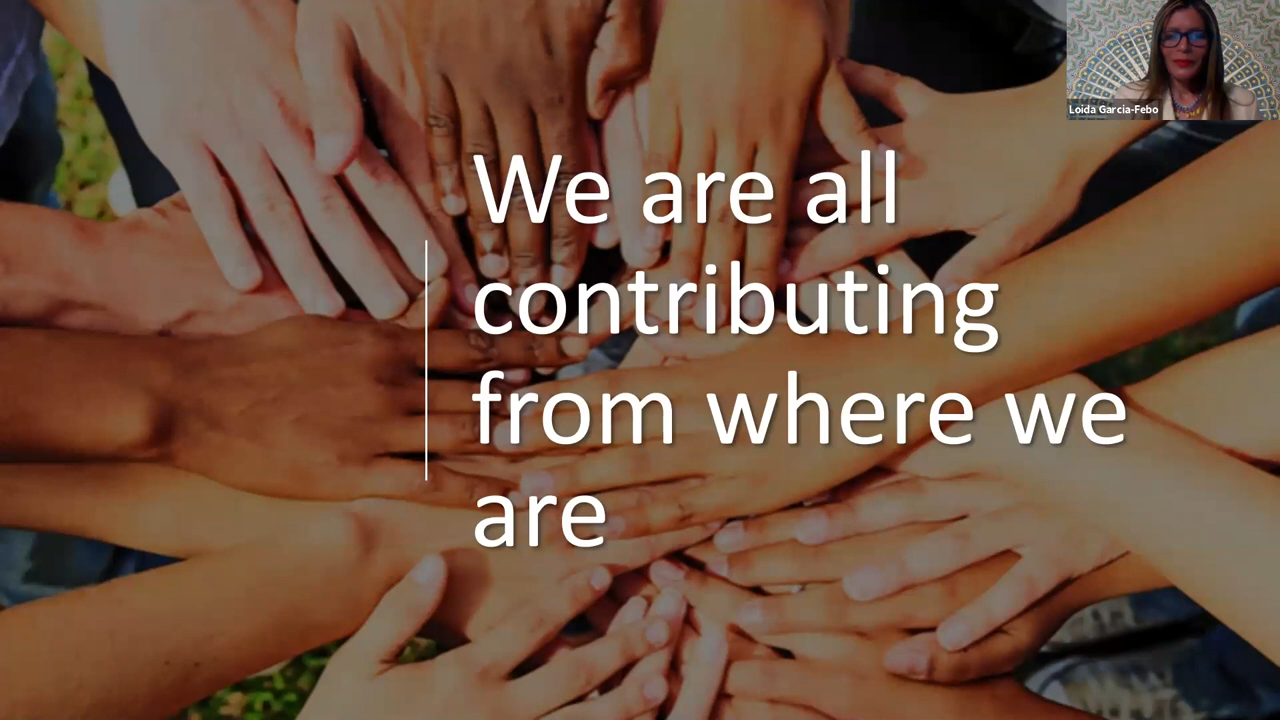 Loida Garcia-Febo
We are all
contributing
from where we
are